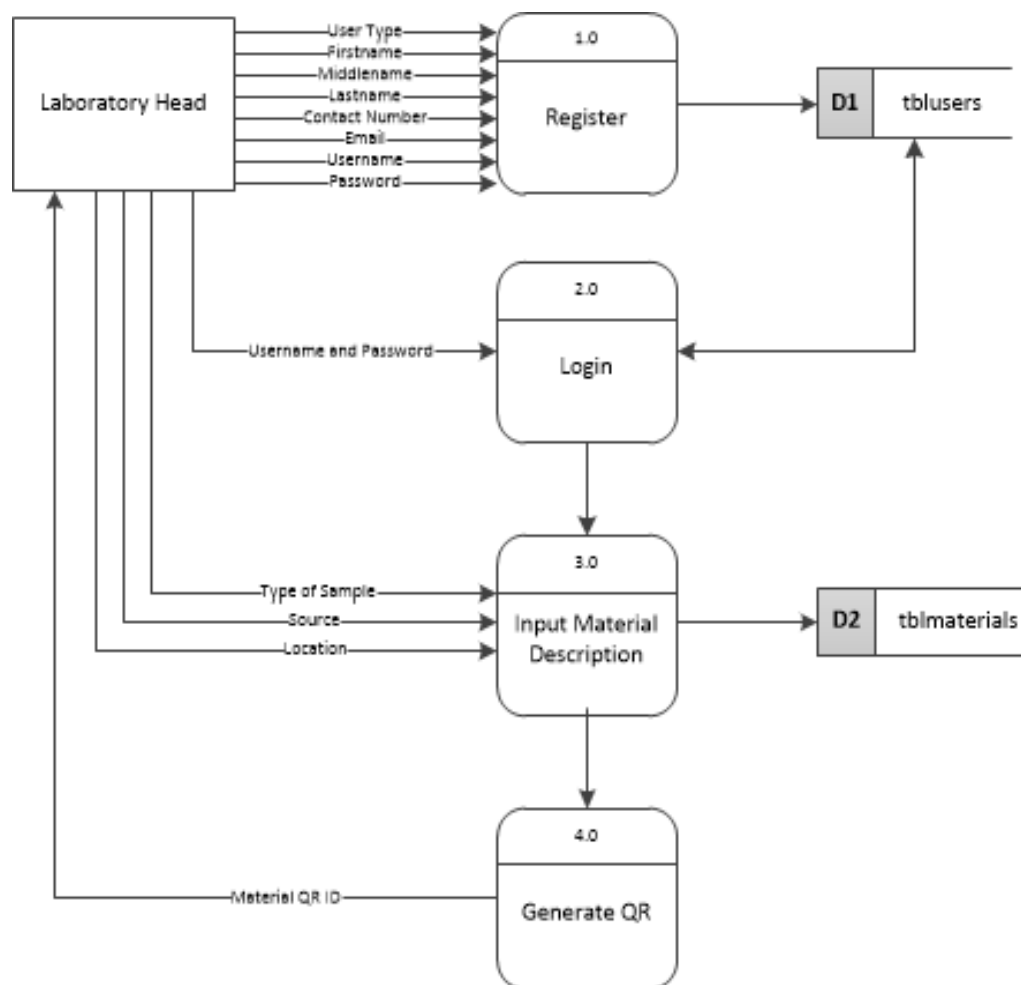 Laboratory Head
User Type
Firstname
Middlename
Lastname
Contact Number
Email
Username
Password
1.0
Register
D1
tblusers
2.0
Login
Username and Password
3.0
Input Material
Description
Type of Sample
Source
Location
D2
tblmaterials
4.0
Generate QR
Material QR ID